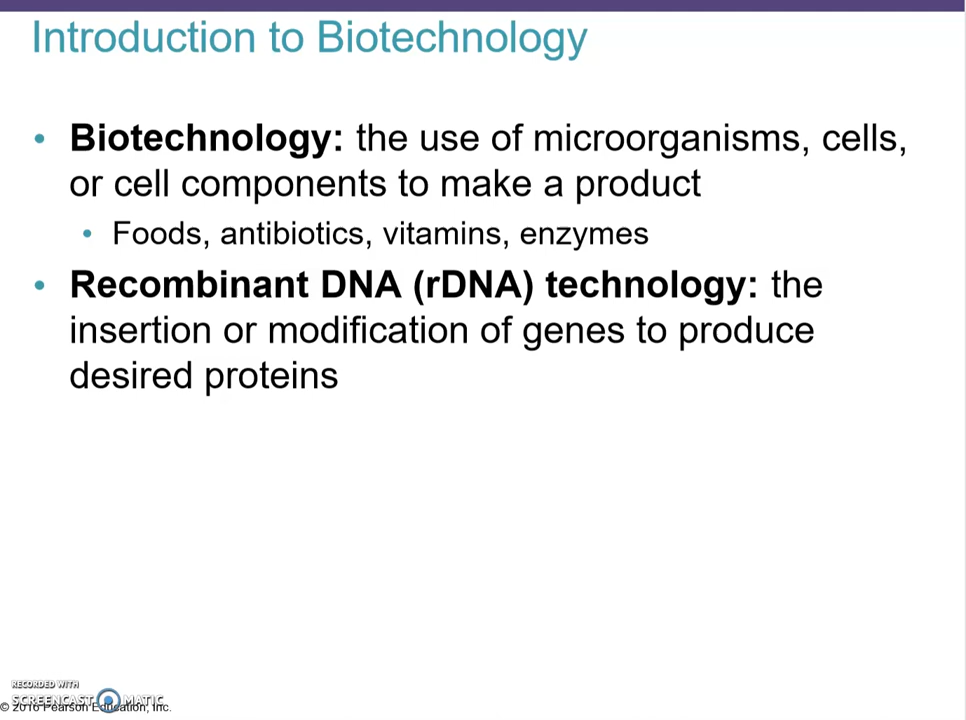 Introduction to Biotechnology
• Biotechnology: the use of microorganisms, cells,
or cell components to make a product
• Foods, antibiotics, vitamins, enzymes
• Recombinant DNA (rDNA) technology: the
insertion or modification of genes to produce
desired proteins
RECORDED WITH
SCREENCAST MATIC
© 2016 Pearson Education, Inc.